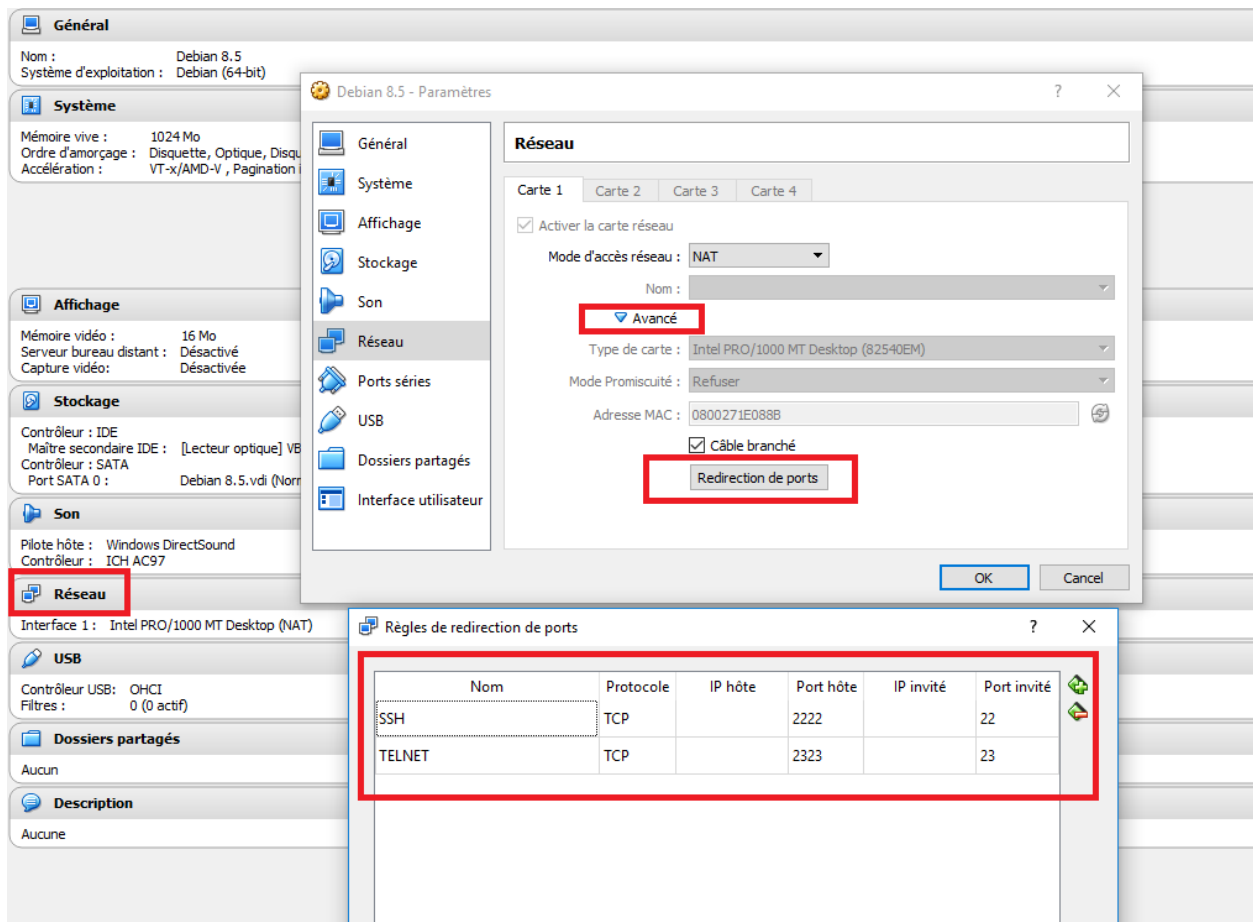 Général
Nom : Debian 8.5
Système d'exploitation : Debian (64-bit)
Système
Mémoire vive : 1024 Mo
Ordre d'amorçage : Disquette, Optique, Disqu
Accélération : VT-x/AMD-V , Pagination i
Affichage
Mémoire vidéo : 16 Mo
Serveur bureau distant : Désactivé
Capture vidéo: Désactivée
Stockage
Contrôleur : IDE
Maître secondaire IDE : [Lecteur optique] VB
Contrôleur : SATA
Port SATA 0 : Debian 8.5.vdi (Norr
Son
Pilote hôte : Windows DirectSound
Contrôleur : ICH AC97
Réseau
Interface 1 : Intel PRO/1000 MT Desktop (NAT)
USB
Contrôleur USB: OHCI
Filtres : 0 (0 actif)
Dossiers partagés
Aucun
Description
Aucune
Debian 8.5 - Paramètres ?
Général
Système
Affichage
Stockage
Son
Réseau
Ports séries
USB
Dossiers partagés
Interface utilisateur
Réseau
Carte 1 Carte 2 Carte 3 Carte 4
Activer la carte réseau
Mode d'accès réseau : NAT
Nom :
Avancé
Type de carte : Intel PRO/1000 MT Desktop (82540EM)
Mode Promiscuité : Refuser
Adresse MAC : 0800271E088B
Câble branché
Redirection de ports
OK Cancel
Règles de redirection de ports ?
Nom Protocole IP hôte Port hôte IP invité Port invité
SSH TCP 2222 22
TELNET TCP 2323 23